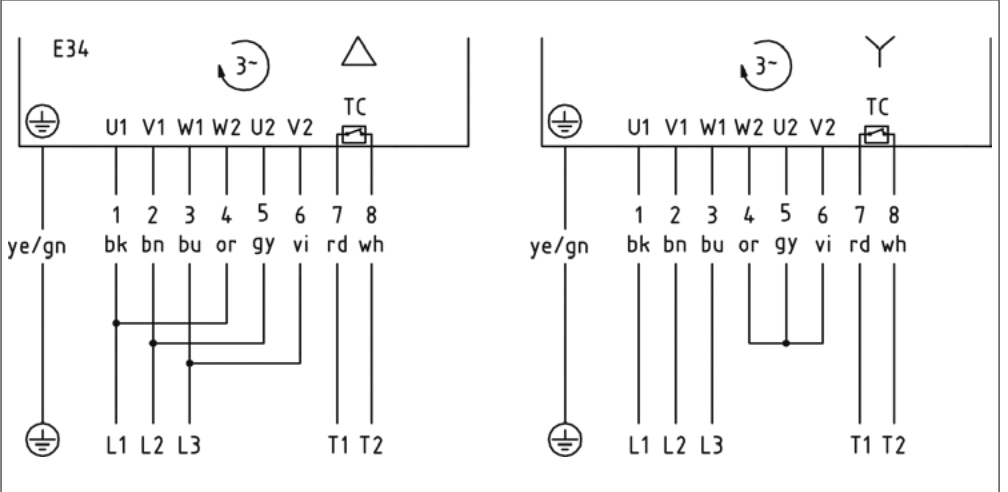 E34
3~
TC
U1 V1 W1 W2 U2 V2
1 2 3 4 5 6 7 8
ye/gn bk bn bu or gy vi rd wh
L1 L2 L3 T1 T2
3~
TC
U1 V1 W1 W2 U2 V2
1 2 3 4 5 6 7 8
ye/gn bk bn bu or gy vi rd wh
L1 L2 L3 T1 T2